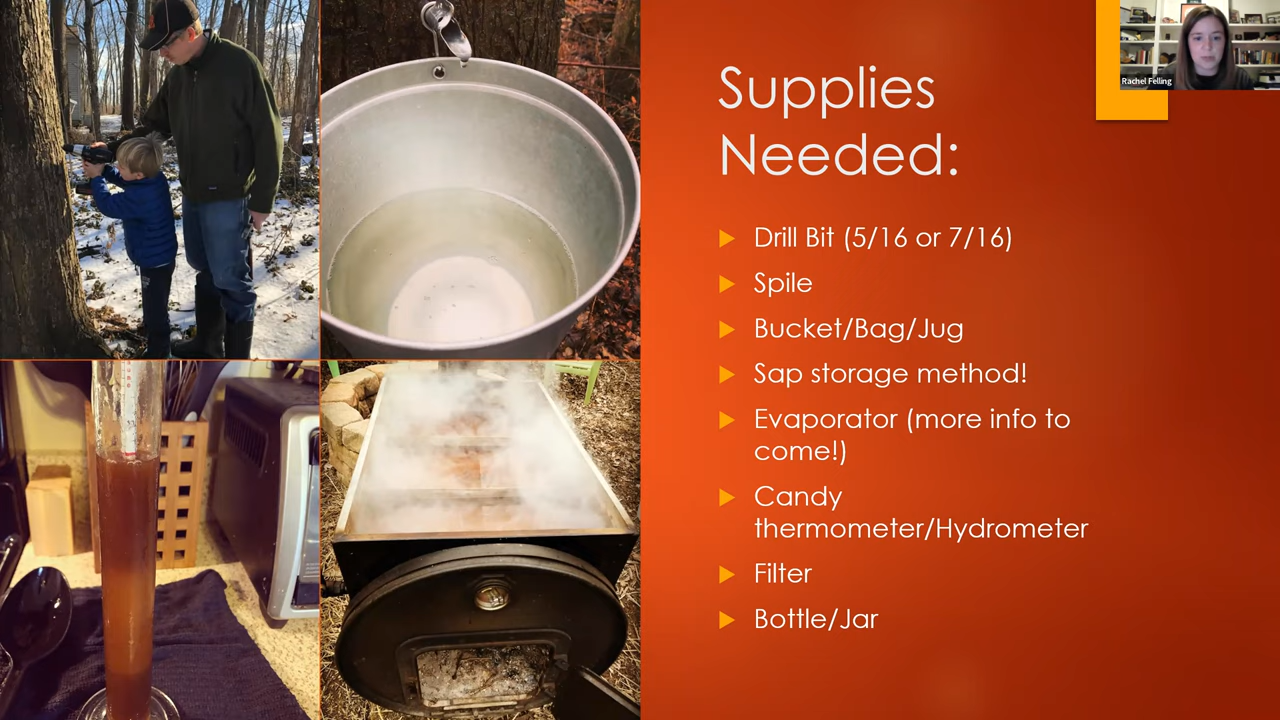 Supplies
Needed:
Rachel Felling
Drill Bit (5/16 or 7/16)
Spile
Bucket/Bag/Jug
Sap storage method!
Evaporator (more info to
come!)
Candy
thermometer/Hydrometer
Filter
Bottle/Jar